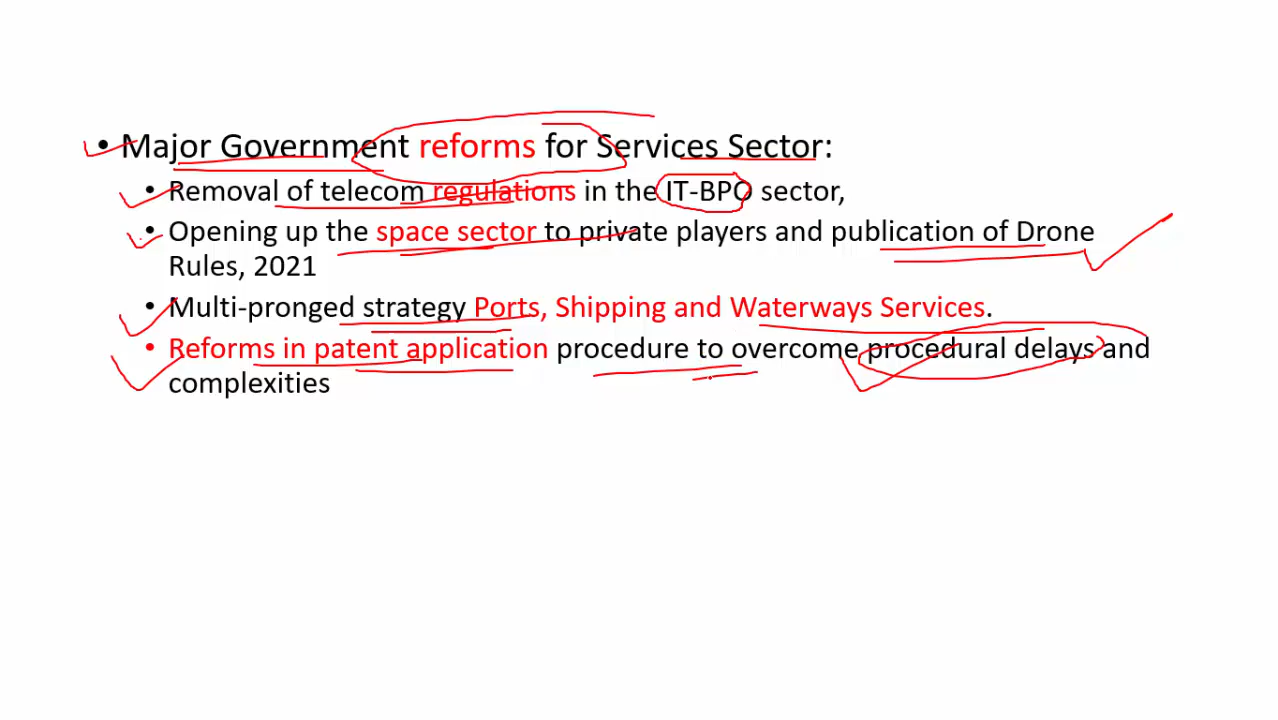 • Major Government reforms for Services Sector:
• Removal of telecom regulations in the IT-BPO sector,
• Opening up the space sector to private players and publication of Drone
Rules, 2021
• Multi-pronged strategy Ports, Shipping and Waterways Services.
• Reforms in patent application procedure to overcome procedural delays and
complexities